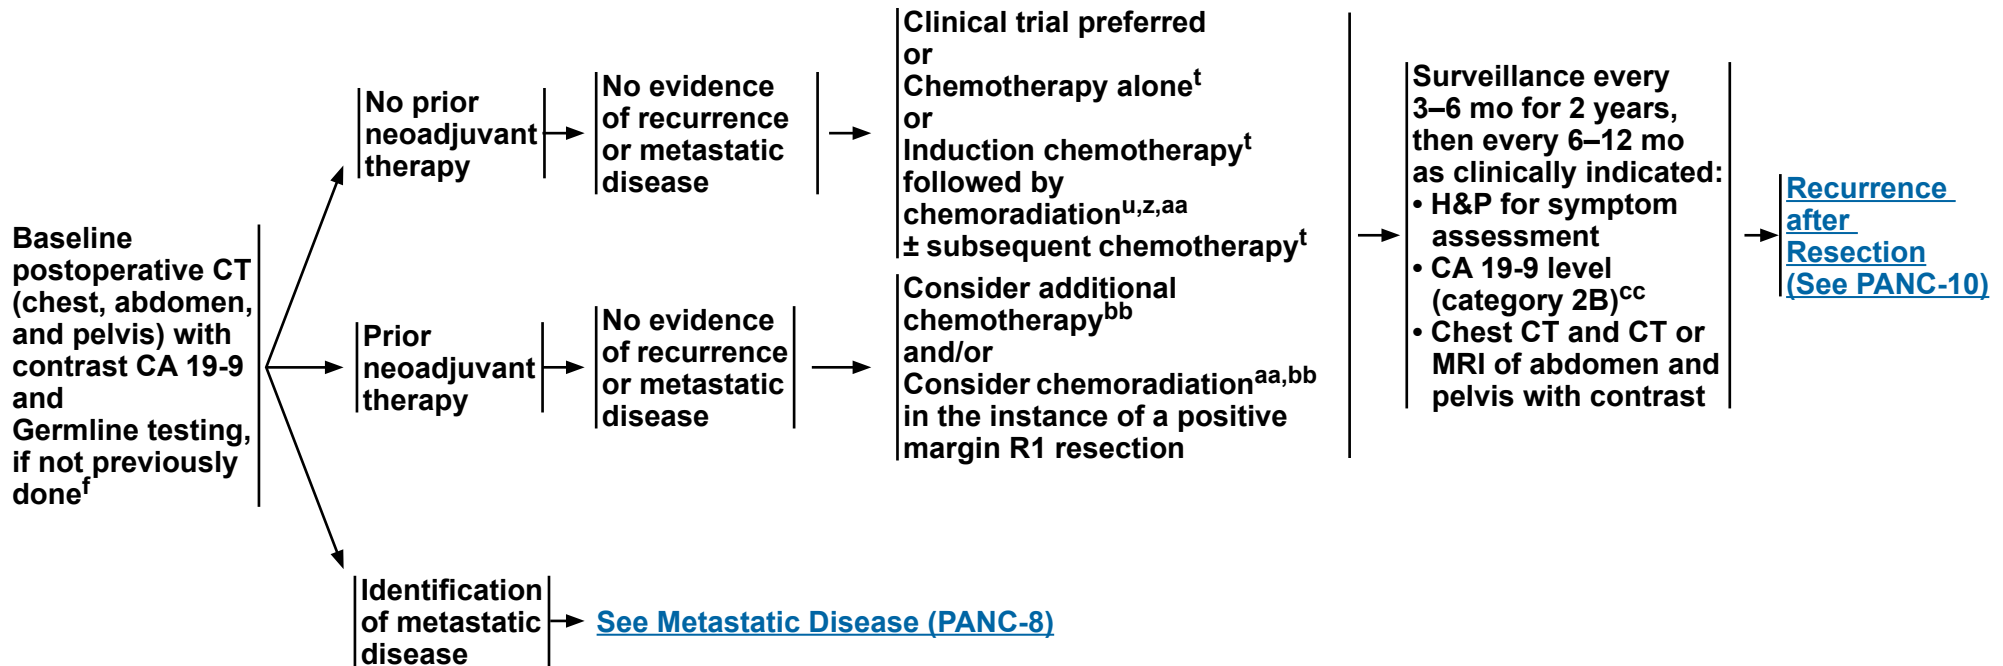 Baseline
postoperative CT
(chest, abdomen,
and pelvis) with
contrast CA 19-9
and
Germline testing,
if not previously
done^f
No prior
neoadjuvant
therapy
No evidence
of recurrence
or metastatic
disease
Clinical trial preferred
or
Chemotherapy alone^t
or
Induction chemotherapy^t
followed by
chemoradiation^u,z,aa
± subsequent chemotherapy^t
Prior
neoadjuvant
therapy
No evidence
of recurrence
or metastatic
disease
Consider additional
chemotherapy^bb
and/or
Consider chemoradiation^aa,bb
in the instance of a positive
margin R1 resection
Surveillance every
3–6 mo for 2 years,
then every 6–12 mo
as clinically indicated:
• H&P for symptom
assessment
• CA 19-9 level
(category 2B)^cc
• Chest CT and CT or
MRI of abdomen and
pelvis with contrast
Recurrence
after
Resection
(See PANC-10)
Identification
of metastatic
disease
See Metastatic Disease (PANC-8)